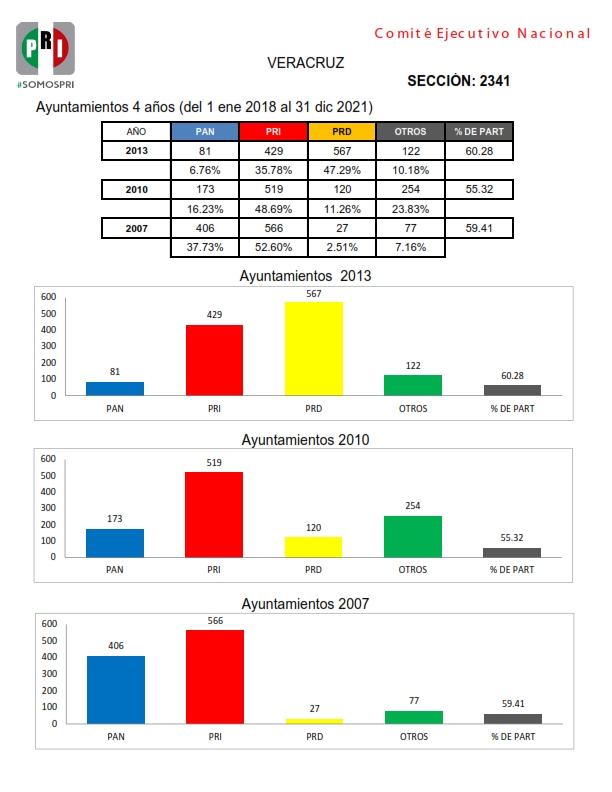 Comité Ejecutivo Nacional
PRI
#SOMOSPRI
VERACRUZ
SECCIÓN: 2341
Ayuntamientos 4 años (del 1 ene 2018 al 31 dic 2021)
AÑO PAN PRI PRD OTROS % DE PART
2013 81 429 567 122 60.28
6.76% 35.78% 47.29% 10.18%
2010 173 519 120 254 55.32
16.23% 48.69% 11.26% 23.83%
2007 406 566 27 77 59.41
37.73% 52.60% 2.51% 7.16%
Ayuntamientos 2013
600
500
400
300
200
100
0
81 429 567 122 60.28
PAN PRI PRD OTROS % DE PART
Ayuntamientos 2010
600
500
400
300
200
100
0
173 519 120 254 55.32
PAN PRI PRD OTROS % DE PART
Ayuntamientos 2007
600
500
400
300
200
100
0
406 566 27 77 59.41
PAN PRI PRD OTROS % DE PART